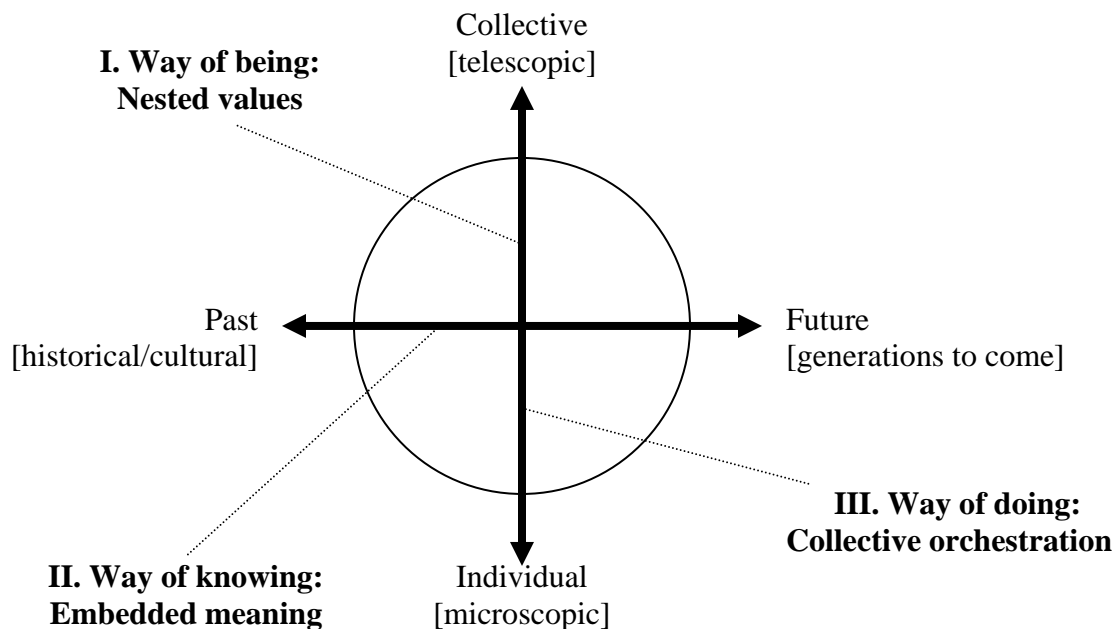 Collective
[telescopic]
I. Way of being:
Nested values
Past
[historical/cultural]
Future
[generations to come]
III. Way of doing:
Collective orchestration
II. Way of knowing:
Embedded meaning
Individual
[microscopic]